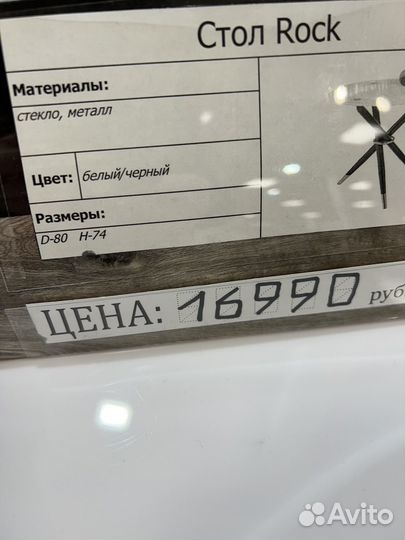 Стол Rock
Материалы:
стекло, металл
Цвет: белый/черный
Размеры:
D-80 H-74
ЦЕНА: 16990 руб
Avito